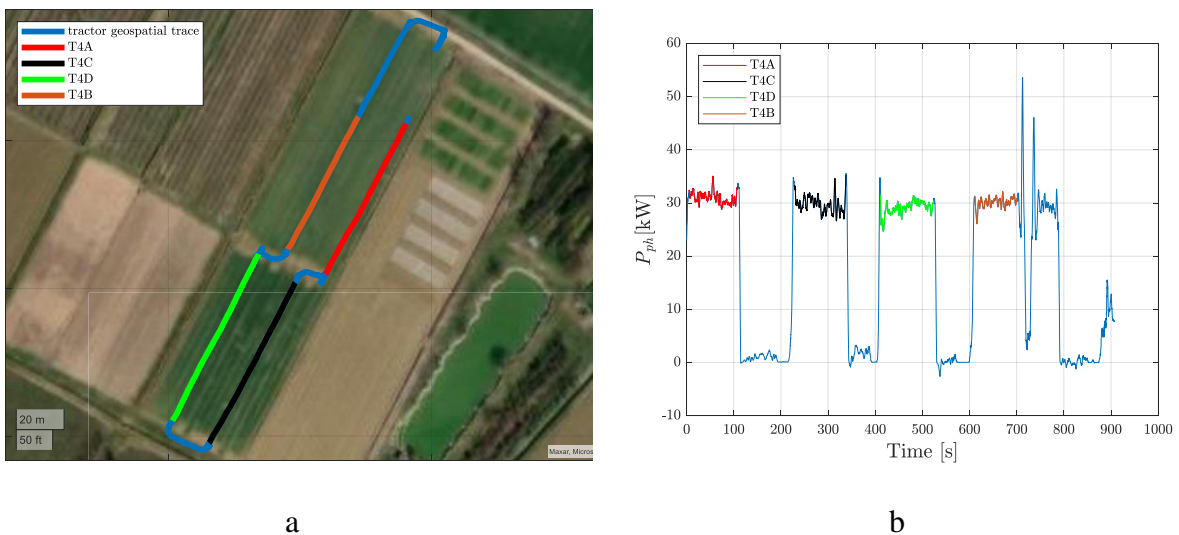 tractor geospatial trace
T4A
T4C
T4D
T4B
20 m
50 ft
Maxar, Micros
a
60
50
40
30
20
10
0
-10
P_ph[kW]
T4A
T4C
T4D
T4B
0 100 200 300 400 500 600 700 800 900 1000
Time [s]
b